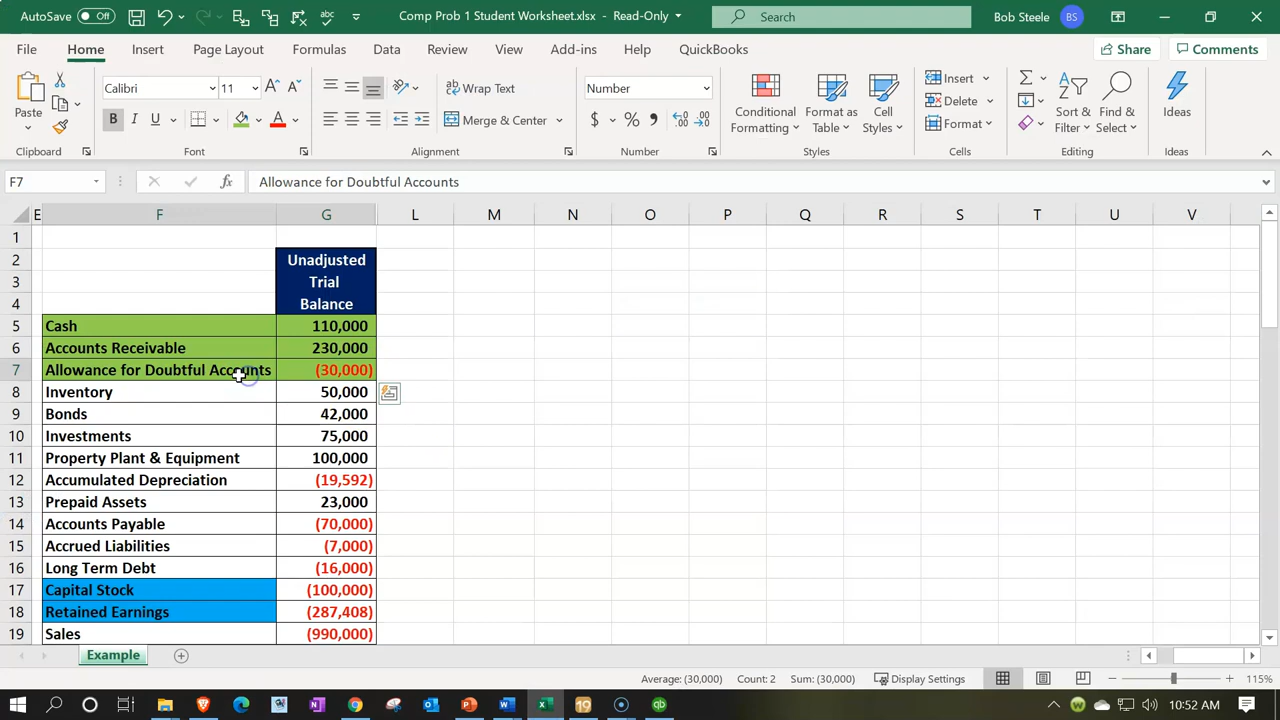 AutoSave Off Comp Prob 1 Student Worksheet.xlsx - Read-Only Search Bob Steele BS
File Home Insert Page Layout Formulas Data Review View Add-ins Help QuickBooks Share Comments
Calibri 11 A A ab Wrap Text Number Insert Σ
Paste B I U A Merge & Center $ % 9 Conditional Formatting Format as Table Cell Styles Delete Format Sort & Filter Find & Select Ideas
Clipboard Font Alignment Number Styles Cells Editing Ideas
F7 fx Allowance for Doubtful Accounts
E F G L M N O P Q R S T U V
1
2 Unadjusted
3 Trial
4 Balance
5 Cash 110,000
6 Accounts Receivable 230,000
7 Allowance for Doubtful Accounts (30,000)
8 Inventory 50,000
9 Bonds 42,000
10 Investments 75,000
11 Property Plant & Equipment 100,000
12 Accumulated Depreciation (19,592)
13 Prepaid Assets 23,000
14 Accounts Payable (70,000)
15 Accrued Liabilities (7,000)
16 Long Term Debt (16,000)
17 Capital Stock (100,000)
18 Retained Earnings (287,408)
19 Sales (990,000)
Example
Average: (30,000) Count: 2 Sum: (30,000) Display Settings 115%
10:52 AM